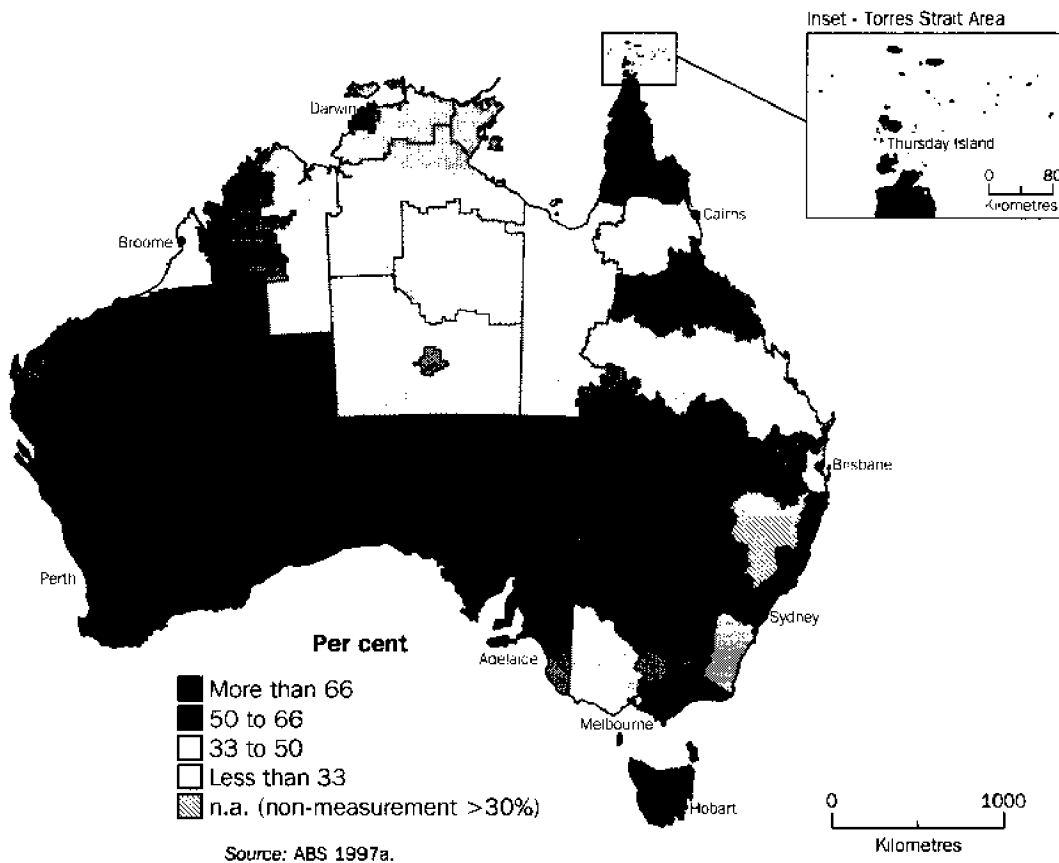 Inset - Torres Strait Area
Thursday Island
0 80
Kilometres
Darwin
Cairns
Broome
Brisbane
Perth
Sydney
Adelaide
Melbourne
Hobart
Per cent
More than 66
50 to 66
33 to 50
Less than 33
n.a. (non-measurement >30%)
0 1000
Kilometres
Source: ABS 1997a.